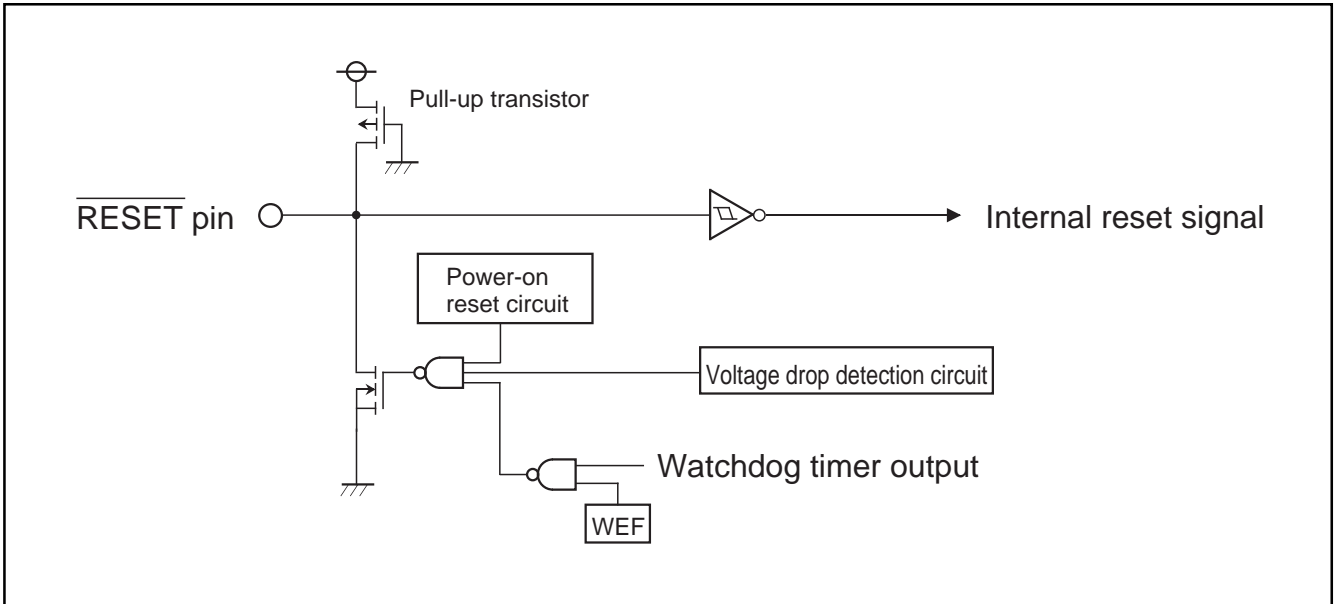 Pull-up transistor
RESET pin
Internal reset signal
Power-on
reset circuit
Voltage drop detection circuit
Watchdog timer output
WEF